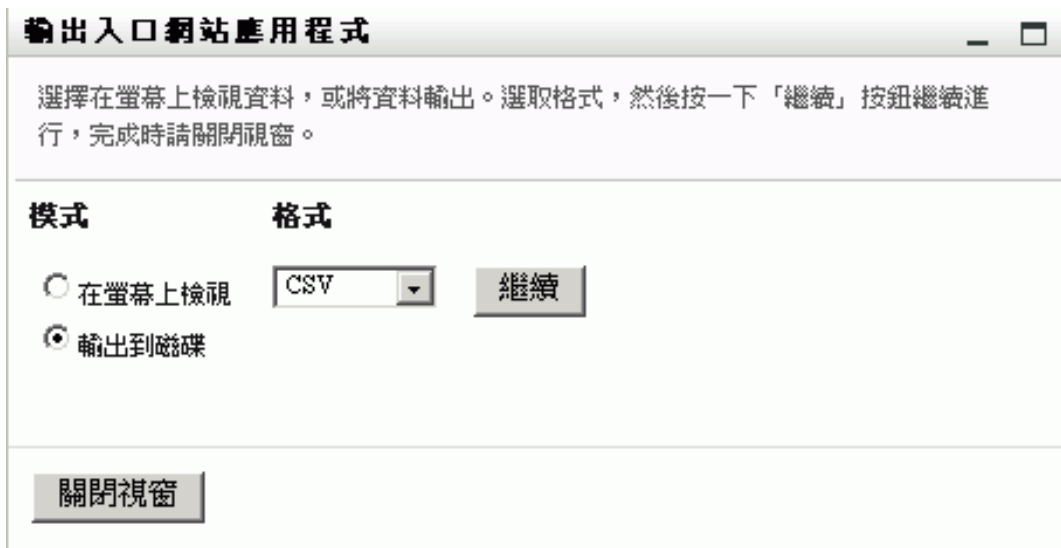 輸出入口網站應用程式
選擇在螢幕上檢視資料，或將資料輸出。選取格式，然後按一下「繼續」按鈕繼續進
行，完成時請關閉視窗。
模式 格式
在螢幕上檢視 CSV 繼續
輸出到磁碟
關閉視窗